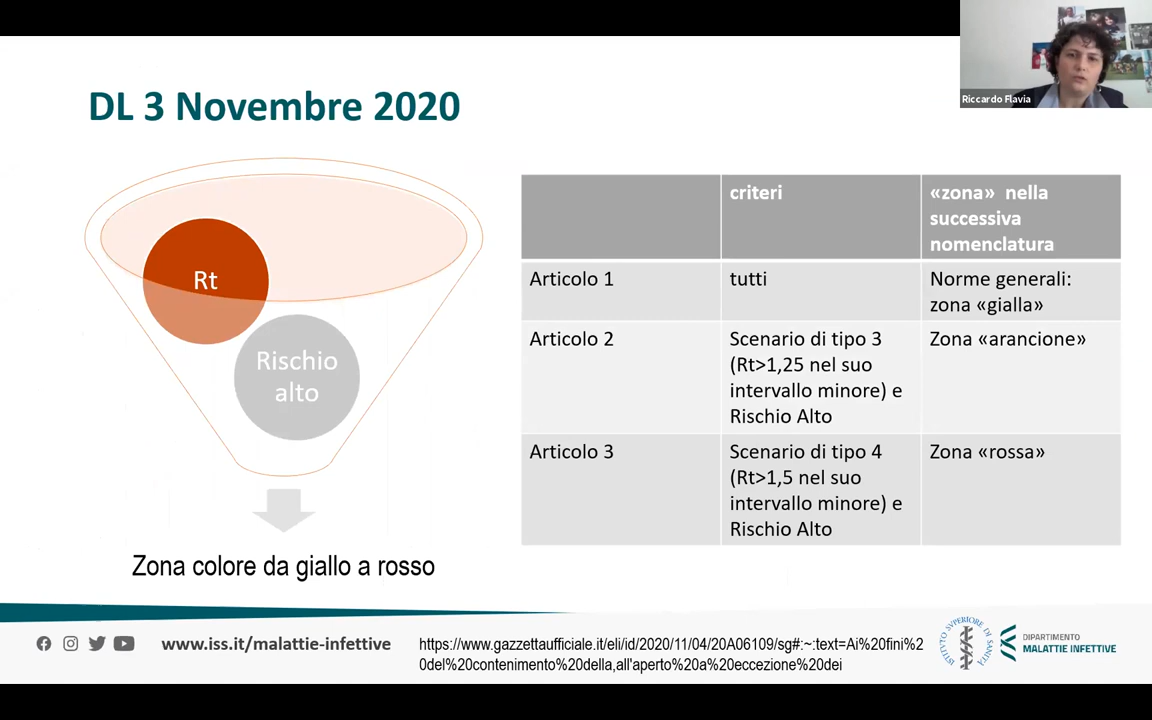 Riccardo Flavia
DL 3 Novembre 2020
Rt
Rischio
alto
Zona colore da giallo a rosso
criteri
«zona» nella
successiva
nomenclatura
Articolo 1
tutti
Norme generali:
zona «gialla»
Articolo 2
Scenario di tipo 3
(Rt>1,25 nel suo
intervallo minore) e
Rischio Alto
Zona «arancione»
Articolo 3
Scenario di tipo 4
(Rt>1,5 nel suo
intervallo minore) e
Rischio Alto
Zona «rossa»
www.iss.it/malattie-infettive
https://www.gazzettaufficiale.it/eli/id/2020/11/04/20A06109/sg#:~:text=Ai%20fini%2
0del%20contenimento%20della,all'aperto%20a%20eccezione%20dei
ISTITUTO SUPERIORE DI SANITÀ
DIPARTIMENTO
MALATTIE INFETTIVE